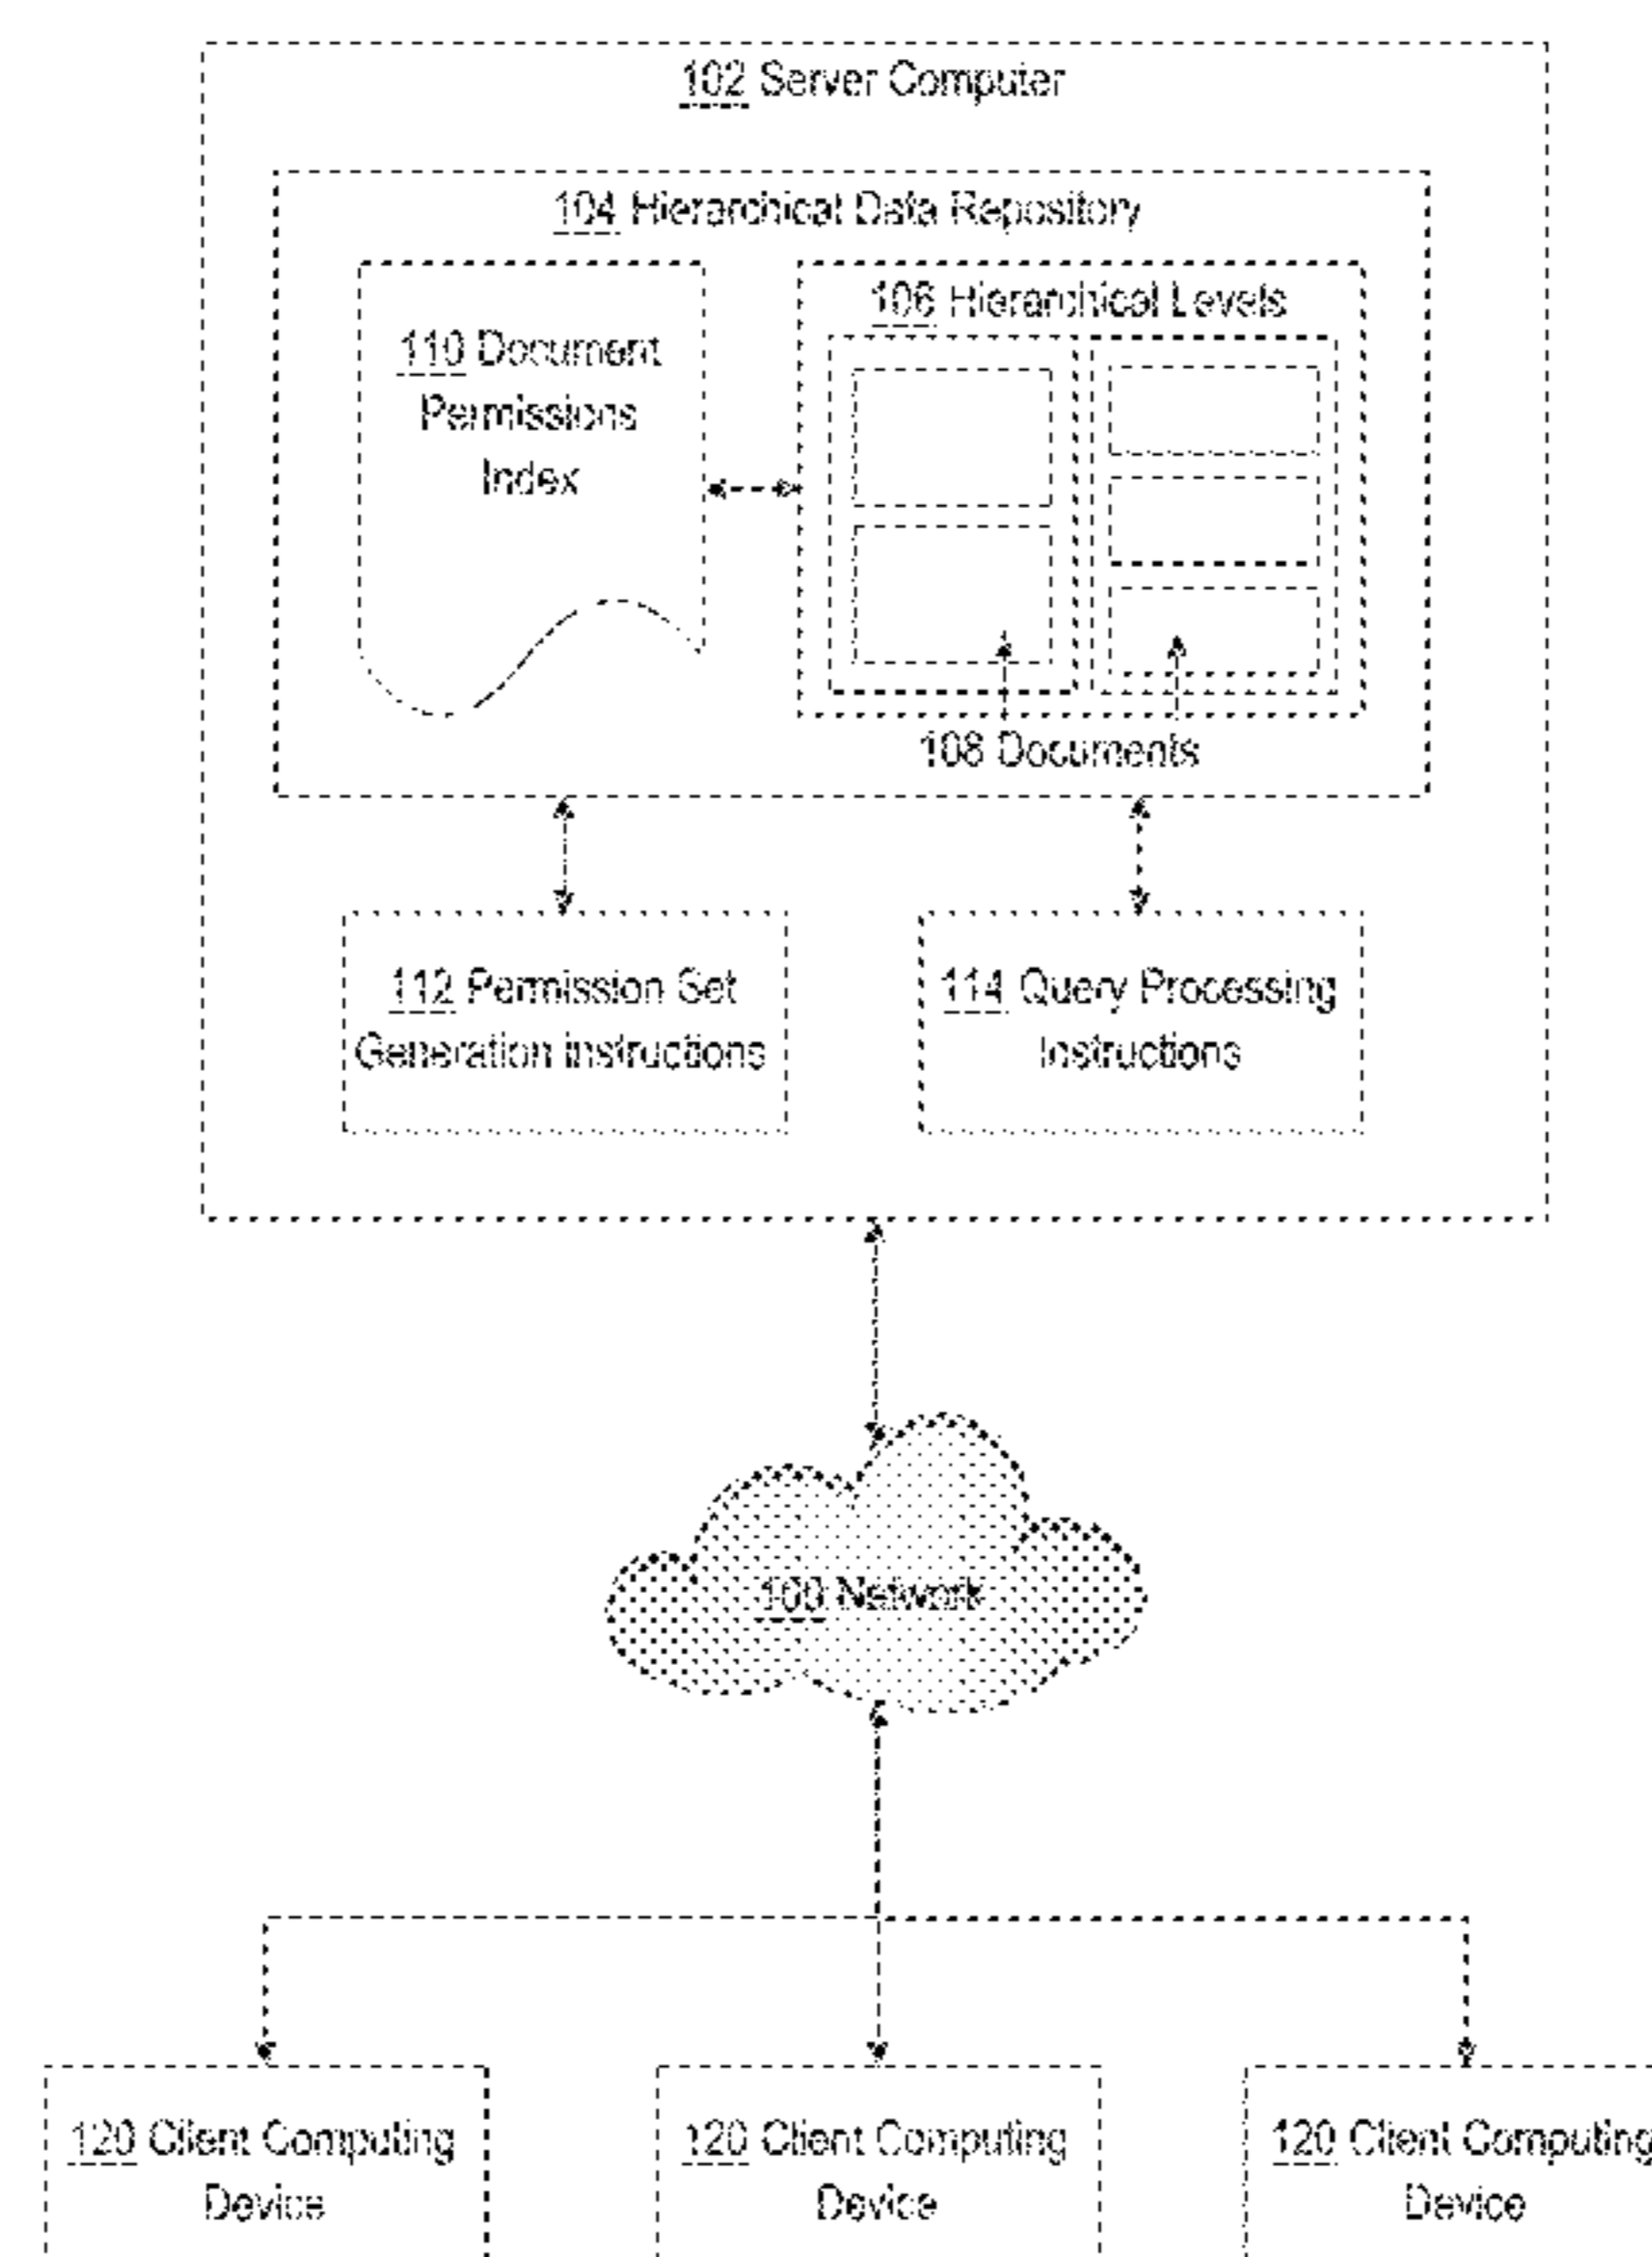 102 Server Computer
104 Hierarchical Data Repository
110 Document
Permissions
Index
106 Hierarchical Levels
108 Documents
112 Permission Set
Generation Instructions
114 Query Processing
Instructions
100 Network
120 Client Computing
Device
120 Client Computing
Device
120 Client Computing
Device